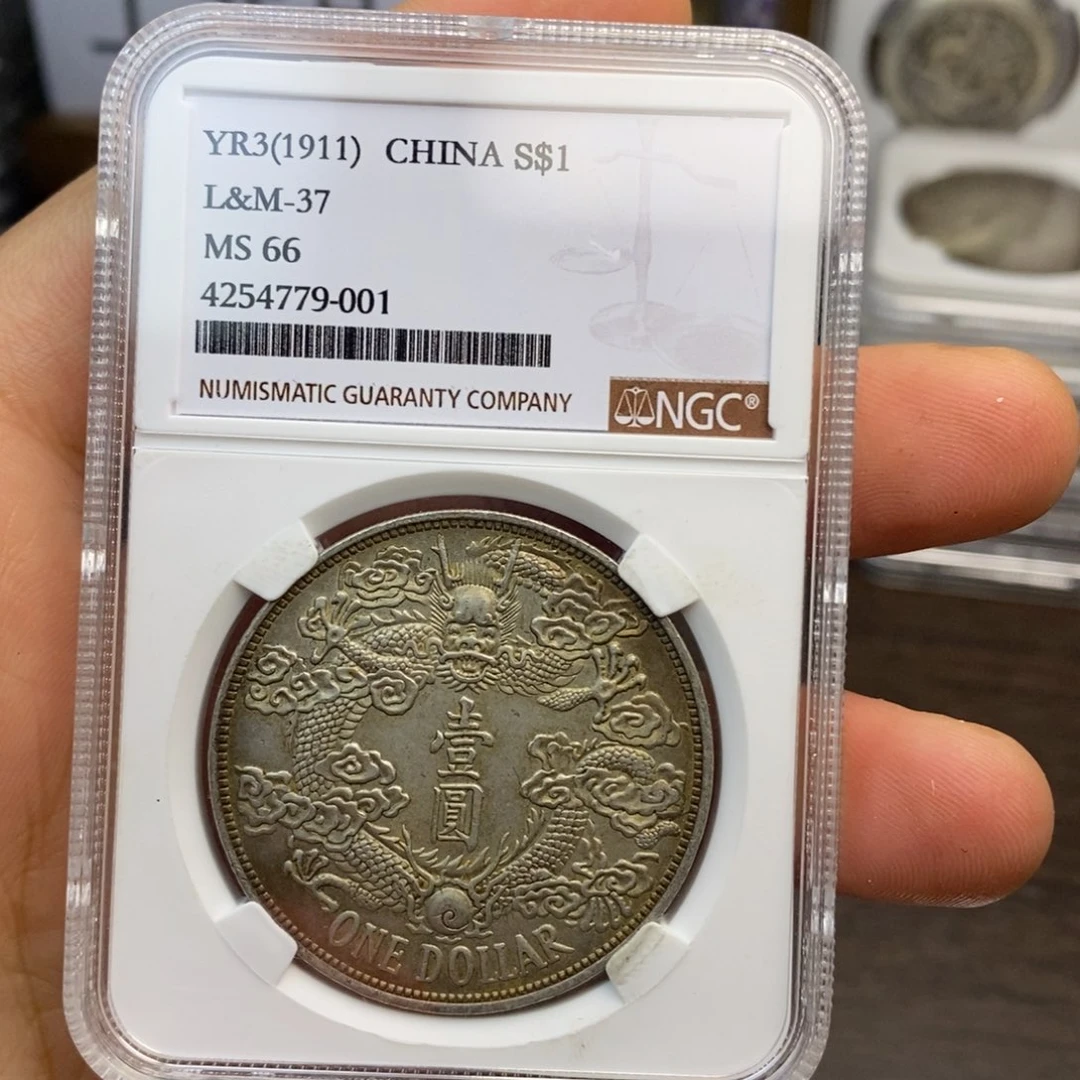 YR3(1911) CHINA S$1
L&M-37
MS 66
4254779-001
NUMISMATIC GUARANTY COMPANY
NGC®
壹
圓
ONE DOLLAR